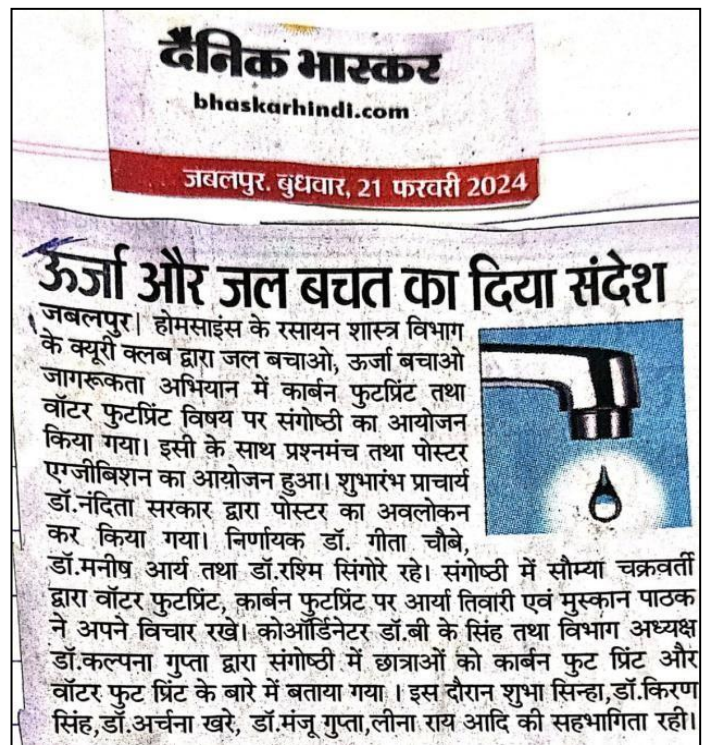 दैनिक भास्कर
bhaskarhindi.com
जबलपुर. बुधवार, 21 फरवरी 2024
ऊर्जा और जल बचत का दिया संदेश
जबलपुर। होमसाइंस के रसायन शास्त्र विभाग
के क्यूरी क्लब द्वारा जल बचाओ, ऊर्जा बचाओ
जागरूकता अभियान में कार्बन फुटप्रिंट तथा
वॉटर फुटप्रिंट विषय पर संगोष्ठी का आयोजन
किया गया। इसी के साथ प्रश्नमंच तथा पोस्टर
एग्जीबिशन का आयोजन हुआ। शुभारंभ प्राचार्य
डॉ.नंदिता सरकार द्वारा पोस्टर का अवलोकन
कर किया गया। निर्णायक डॉ. गीता चौबे,
डॉ.मनीष आर्य तथा डॉ.रश्मि सिंगोरे रहे। संगोष्ठी में सौम्या चक्रवर्ती
द्वारा वॉटर फुटप्रिंट, कार्बन फुटप्रिंट पर आर्या तिवारी एवं मुस्कान पाठक
ने अपने विचार रखे। कोऑर्डिनेटर डॉ.बी के सिंह तथा विभाग अध्यक्ष
डॉ.कल्पना गुप्ता द्वारा संगोष्ठी में छात्राओं को कार्बन फुट प्रिंट और
वॉटर फुट प्रिंट के बारे में बताया गया । इस दौरान शुभा सिन्हा,डॉ.किरण
सिंह,डॉ.अर्चना खरे, डॉ.मंजू गुप्ता,लीना राय आदि की सहभागिता रही।